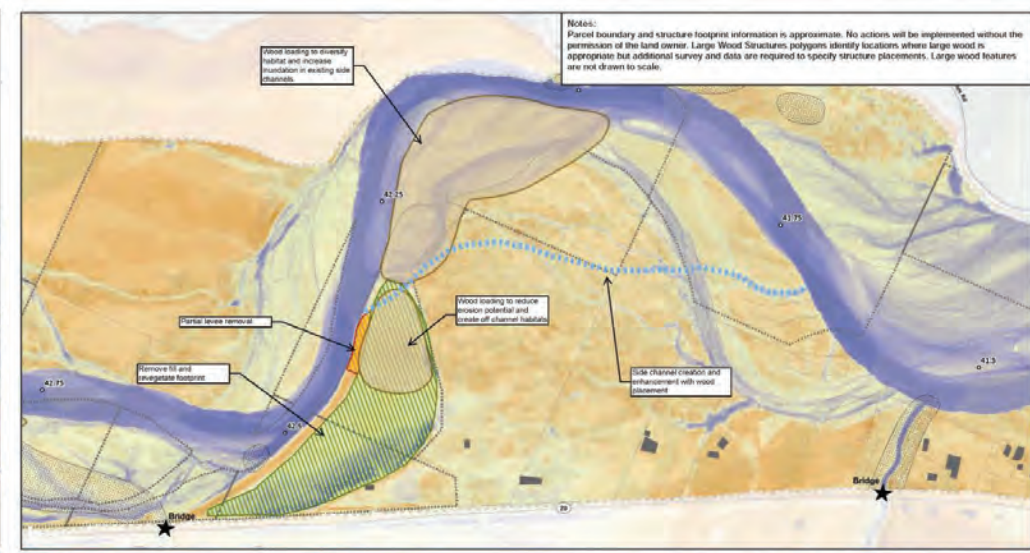 Notes:
Parcel boundary and structure footprint information is approximate. No actions will be implemented without the
permission of the land owner. Large Wood Structures polygons identify locations where large wood is
appropriate but additional survey and data are required to specify structure placements. Large wood features
are not drawn to scale.
Wood loading to diversify
habitat and increase
inundation in existing side
channels
42.25
41.75
Partial levee removal
Wood loading to reduce
erosion potential and
create off channel habitats
Remove fill and
revegetate footprint
Side channel creation and
enhancement with wood
placement
42.75
41.5
42.5
Bridge
20
Bridge